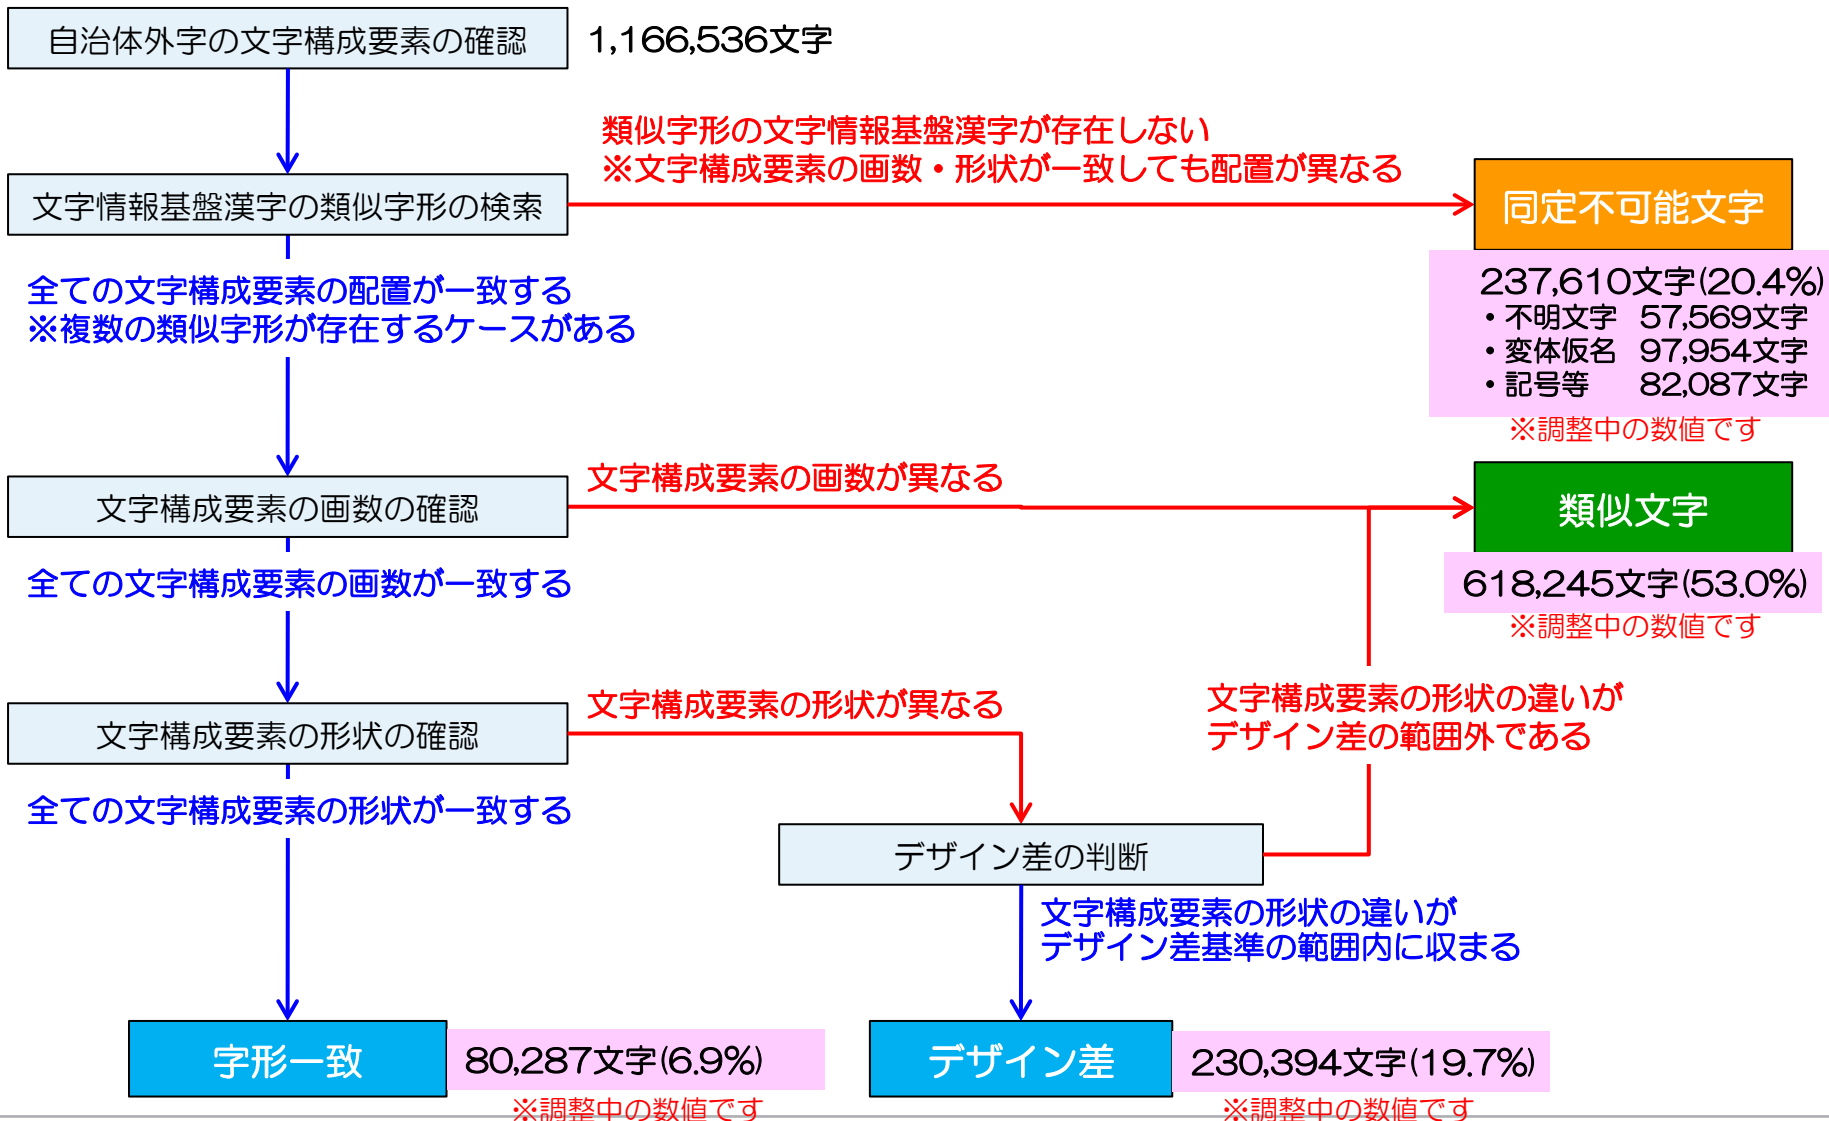 自治体外字の文字構成要素の確認
1,166,536文字
類似字形の文字情報基盤漢字が存在しない
※文字構成要素の画数・形状が一致しても配置が異なる
文字情報基盤漢字の類似字形の検索
同定不可能文字
237,610文字(20.4%)
・不明文字 57,569文字
・変体仮名 97,954文字
・記号等 82,087文字
※調整中の数値です
全ての文字構成要素の配置が一致する
※複数の類似字形が存在するケースがある
文字構成要素の画数の確認
文字構成要素の画数が異なる
類似文字
618,245文字(53.0%)
※調整中の数値です
全ての文字構成要素の画数が一致する
文字構成要素の形状の確認
文字構成要素の形状が異なる
文字構成要素の形状の違いが
デザイン差の範囲外である
全ての文字構成要素の形状が一致する
デザイン差の判断
文字構成要素の形状の違いが
デザイン差基準の範囲内に収まる
字形一致
80,287文字(6.9%)
※調整中の数値です
デザイン差
230,394文字(19.7%)
※調整中の数値です